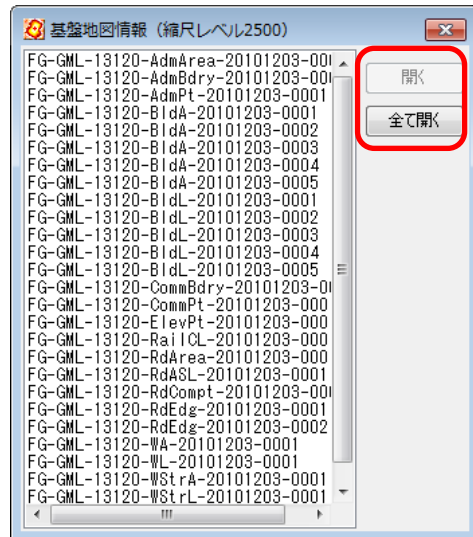 基盤地図情報（縮尺レベル2500）
FG-GML-13120-AdmArea-20101203-00
FG-GML-13120-AdmBdry-20101203-00
FG-GML-13120-AdmPt-20101203-0001
FG-GML-13120-BldA-20101203-0001
FG-GML-13120-BldA-20101203-0002
FG-GML-13120-BldA-20101203-0003
FG-GML-13120-BldA-20101203-0004
FG-GML-13120-BldA-20101203-0005
FG-GML-13120-BldL-20101203-0001
FG-GML-13120-BldL-20101203-0002
FG-GML-13120-BldL-20101203-0003
FG-GML-13120-BldL-20101203-0004
FG-GML-13120-BldL-20101203-0005
FG-GML-13120-CommBdry-20101203-0
FG-GML-13120-CommPt-20101203-000
FG-GML-13120-ElevPt-20101203-000
FG-GML-13120-RailCL-20101203-000
FG-GML-13120-RdArea-20101203-000
FG-GML-13120-RdASL-20101203-0001
FG-GML-13120-RdCompt-20101203-00
FG-GML-13120-RdEdg-20101203-0001
FG-GML-13120-RdEdg-20101203-0002
FG-GML-13120-WA-20101203-0001
FG-GML-13120-WL-20101203-0001
FG-GML-13120-WStrA-20101203-0001
FG-GML-13120-WStrL-20101203-0001
開く
全て開く